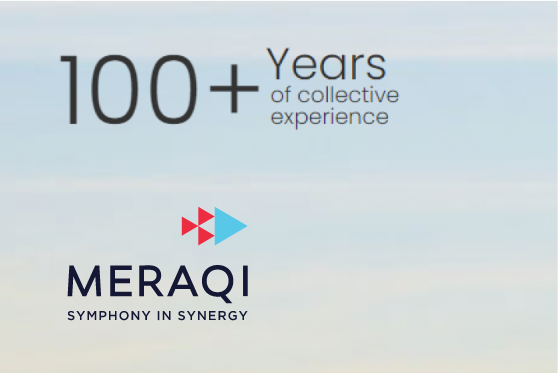 100+ Years
of collective
experience
MERAQI
SYMPHONY IN SYNERGY